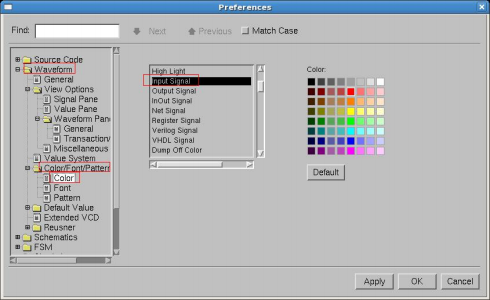 Preferences
Find:
Next
Previous
Match Case
Source Code
Waveform
General
View Options
Signal Pane
Value Pane
Waveform Pane
General
Transaction/
Miscellaneous
Value System
Color/Font/Pattern
Color
Font
Pattern
Default Value
Extended VCD
Reusner
Schematics
FSM
High Light
Input Signal
Output Signal
InOut Signal
Net Signal
Register Signal
Verilog Signal
VHDL Signal
Dump Off Color
Color:
Default
Apply
OK
Cancel